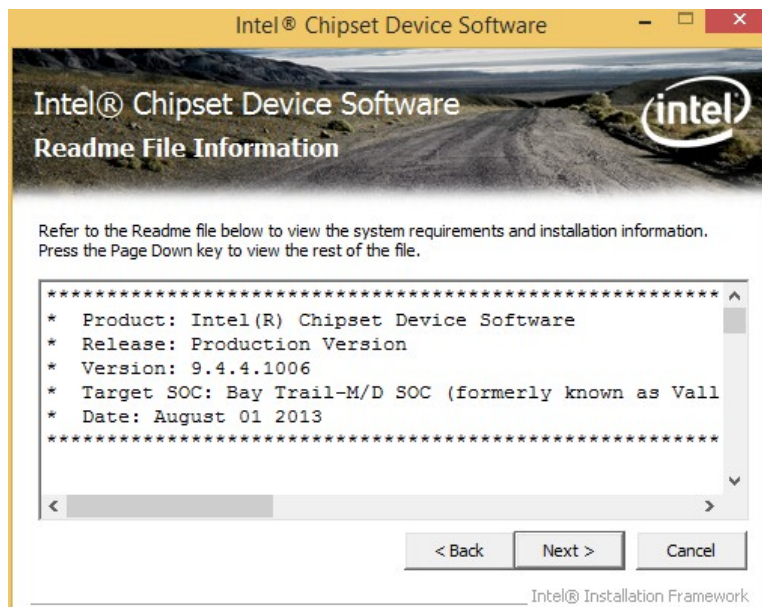 Intel® Chipset Device Software
Intel® Chipset Device Software
intel
Readme File Information
Refer to the Readme file below to view the system requirements and installation information.
Press the Page Down key to view the rest of the file.
************************************************************
* Product: Intel(R) Chipset Device Software
* Release: Production Version
* Version: 9.4.4.1006
* Target SOC: Bay Trail-M/D SOC (formerly known as Vall
* Date: August 01 2013
************************************************************
< Back Next > Cancel
Intel® Installation Framework